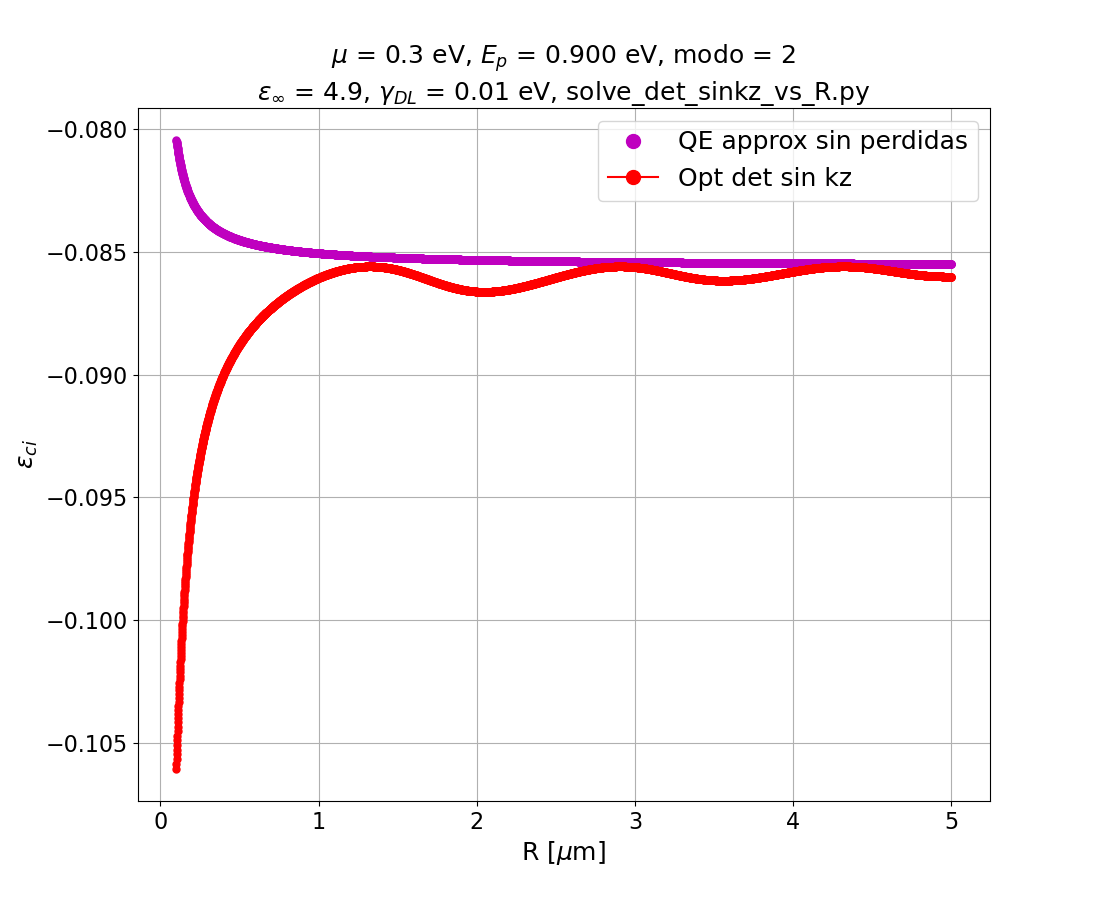 μ = 0.3 eV, E_p = 0.900 eV, modo = 2
ε_∞ = 4.9, γ_DL = 0.01 eV, solve_det_sinkz_vs_R.py
QE approx sin perdidas
Opt det sin kz
−0.080
−0.085
−0.090
−0.095
−0.100
−0.105
ε_ci
0 1 2 3 4 5
R [μm]